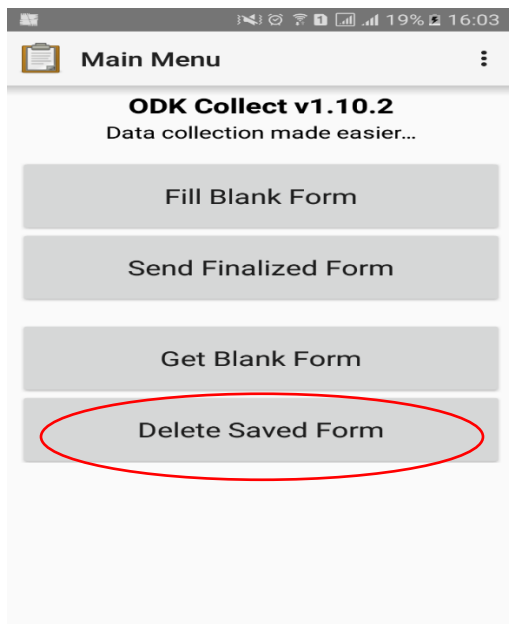 1 19% 16:03
Main Menu
ODK Collect v1.10.2
Data collection made easier...
Fill Blank Form
Send Finalized Form
Get Blank Form
Delete Saved Form